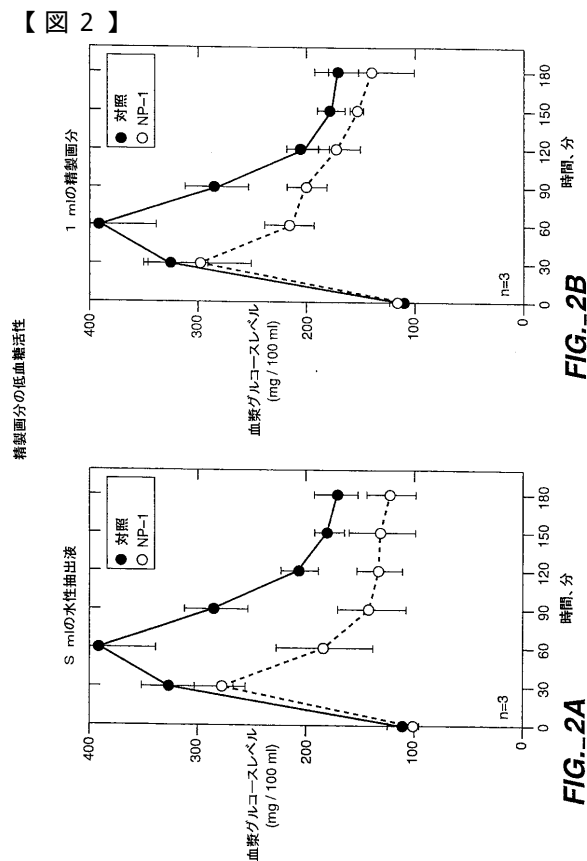 【図2】
精製画分の低血糖活性
S mlの水性抽出液
対照
NP-1
血漿グルコースレベル
(mg / 100 ml)
400
300
200
100
0
n=3
0 30 60 90 120 150 180
時間、分
FIG._2A
1 mlの精製画分
対照
NP-1
血漿グルコースレベル
(mg / 100 ml)
400
300
200
100
0
n=3
0 30 60 90 120 150 180
時間、分
FIG._2B